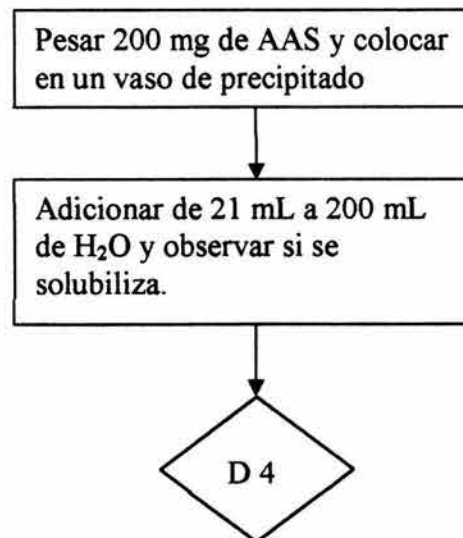 Pesar 200 mg de AAS y colocar
en un vaso de precipitado
Adicionar de 21 mL a 200 mL
de H₂O y observar si se
solubiliza.
D 4